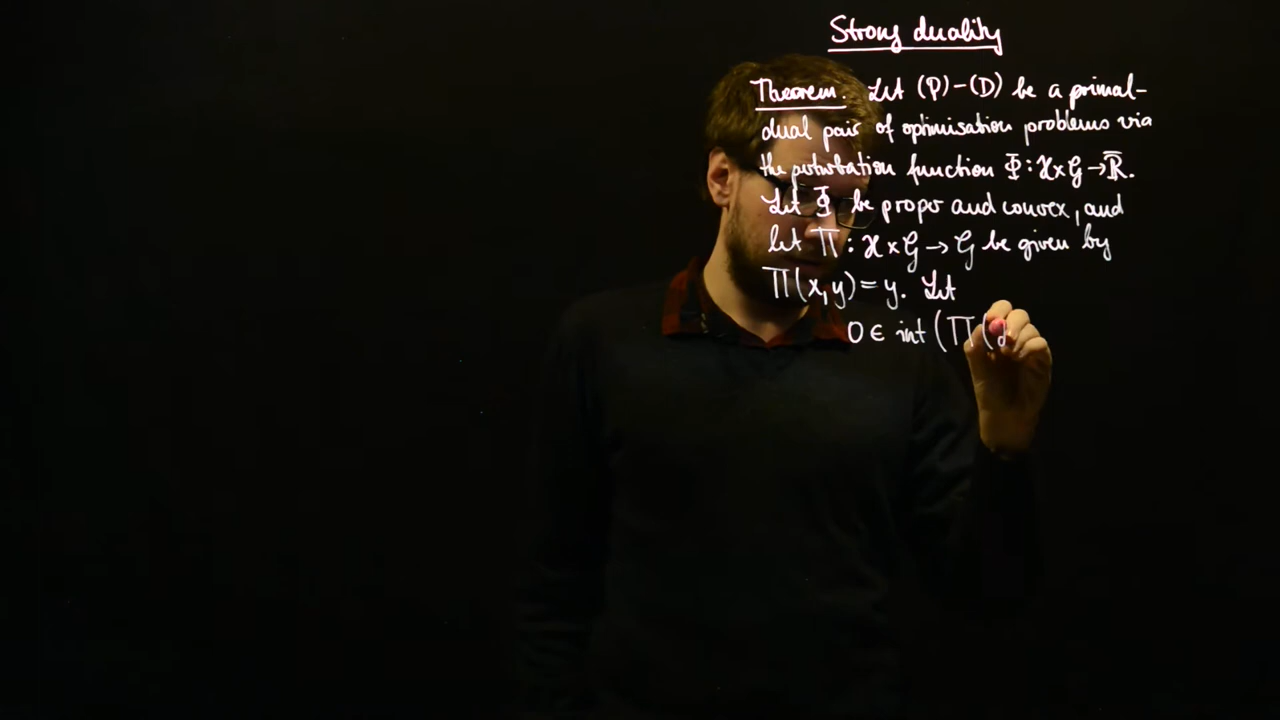 Strong duality
Theorem. Let (P)-(D) be a primal-
dual pair of optimisation problems via
the perturbation function Φ: ℋ×𝒢→ℝ̅.
Let Φ be proper and convex, and
let Π: ℋ×𝒢→𝒢 be given by
Π(x,y)=y. Let
0 ∈ int (Π(d